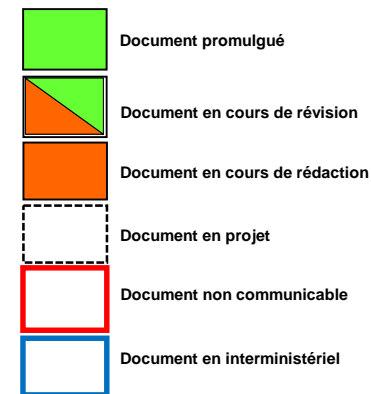 Document promulgué
Document en cours de révision
Document en cours de rédaction
Document en projet
Document non communicable
Document en interministériel